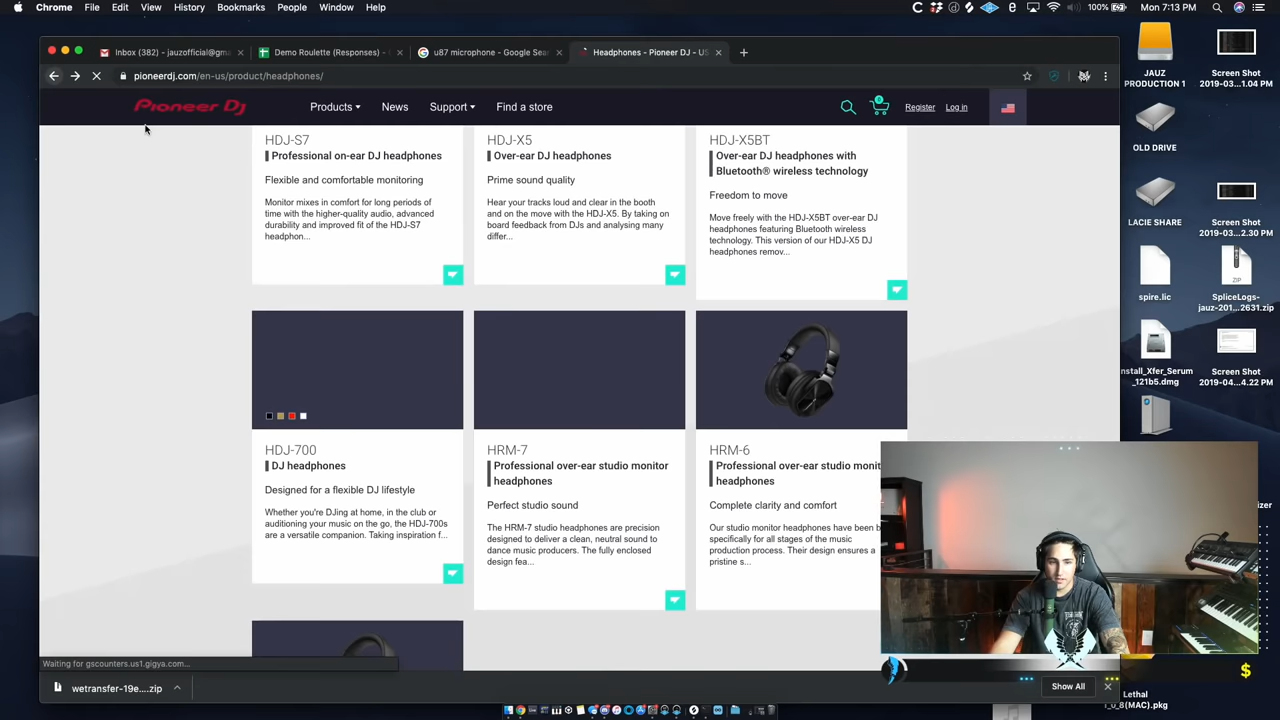 Chrome File Edit View History Bookmarks People Window Help
100% Mon 7:13 PM
Inbox (382) - jauzofficial@gma
Demo Roulette (Responses) -
u87 microphone - Google Sea
Headphones - Pioneer DJ - US
pioneerdj.com/en-us/product/headphones/
Pioneer Dj
Products
News
Support
Find a store
0
Register
Log in
HDJ-S7
Professional on-ear DJ headphones
Flexible and comfortable monitoring
Monitor mixes in comfort for long periods of
time with the higher-quality audio, advanced
durability and improved fit of the HDJ-S7
headphon...
HDJ-X5
Over-ear DJ headphones
Prime sound quality
Hear your tracks loud and clear in the booth
and on the move with the HDJ-X5. By taking on
board feedback from DJs and analysing many
differ...
HDJ-X5BT
Over-ear DJ headphones with
Bluetooth® wireless technology
Freedom to move
Move freely with the HDJ-X5BT over-ear DJ
headphones featuring Bluetooth wireless
technology. This version of our HDJ-X5 DJ
headphones remov...
HDJ-700
DJ headphones
Designed for a flexible DJ lifestyle
Whether you're DJing at home, in the club or
auditioning your music on the go, the HDJ-700s
are a versatile companion. Taking inspiration f...
HRM-7
Professional over-ear studio monitor
headphones
Perfect studio sound
The HRM-7 studio headphones are precision
designed to deliver a clean, neutral sound to
dance music producers. The fully enclosed
design fea...
HRM-6
Professional over-ear studio monit
headphones
Complete clarity and comfort
Our studio monitor headphones have been b
specifically for all stages of the music
production process. Their design ensures a
pristine s...
Waiting for gscounters.us1.gigya.com...
wetransfer-19e....zip
Show All
JAUZ
PRODUCTION 1
Screen Shot
2019-03...1.04 PM
OLD DRIVE
LACIE SHARE
Screen Shot
2019-03...2.30 PM
spire.lic
ZIP
SpliceLogs-
jauz-201...2631.zip
nstall_Xfer_Serum
_121b5.dmg
Screen Shot
2019-04...4.22 PM
izer
$
Lethal
1_0_8(MAC).pkg